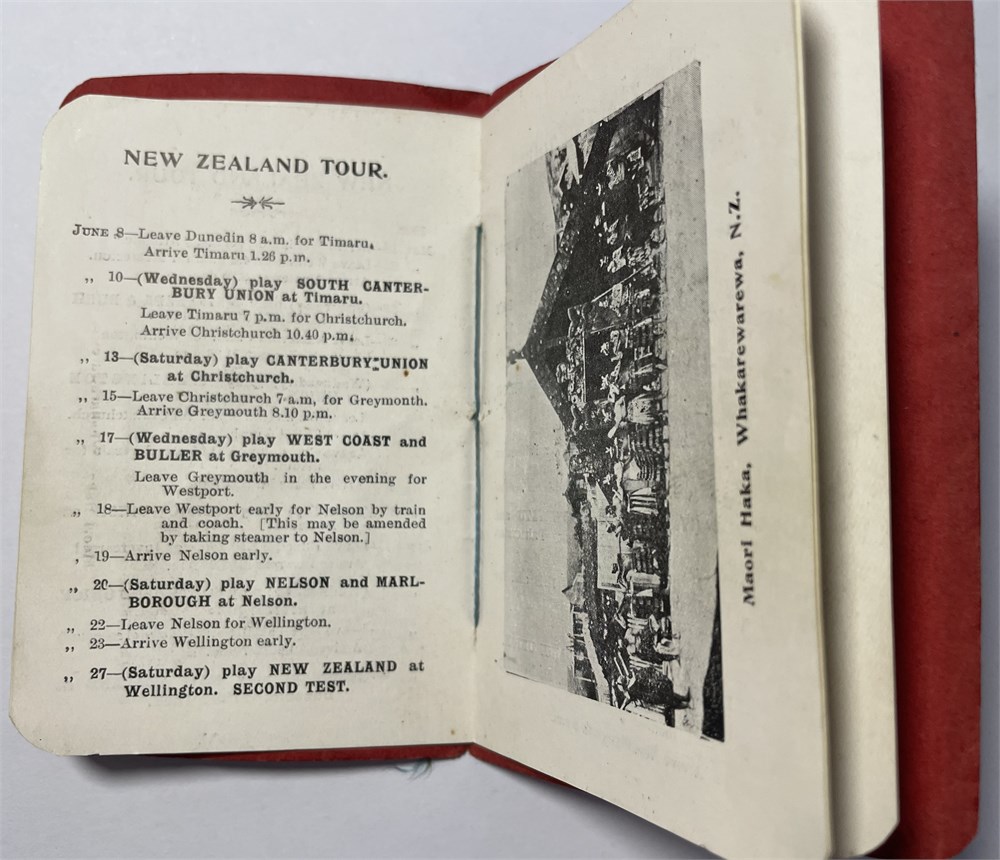 NEW ZEALAND TOUR.
JUNE 8—Leave Dunedin 8 a.m. for Timaru.
Arrive Timaru 1.26 p.m.
„ 10—(Wednesday) play SOUTH CANTER-
BURY UNION at Timaru.
Leave Timaru 7 p.m. for Christchurch.
Arrive Christchurch 10.40 p.m.
„ 13—(Saturday) play CANTERBURY UNION
at Christchurch.
„ 15—Leave Christchurch 7 a.m, for Greymonth.
Arrive Greymouth 8.10 p.m.
„ 17—(Wednesday) play WEST COAST and
BULLER at Greymouth.
Leave Greymouth in the evening for
Westport.
„ 18—Leave Westport early for Nelson by train
and coach. [This may be amended
by taking steamer to Nelson.]
, 19—Arrive Nelson early.
„ 20—(Saturday) play NELSON and MARL-
BOROUGH at Nelson.
„ 22—Leave Nelson for Wellington.
„ 23—Arrive Wellington early.
„ 27—(Saturday) play NEW ZEALAND at
Wellington. SECOND TEST.
Maori Haka, Whakarewarewa, N.Z.